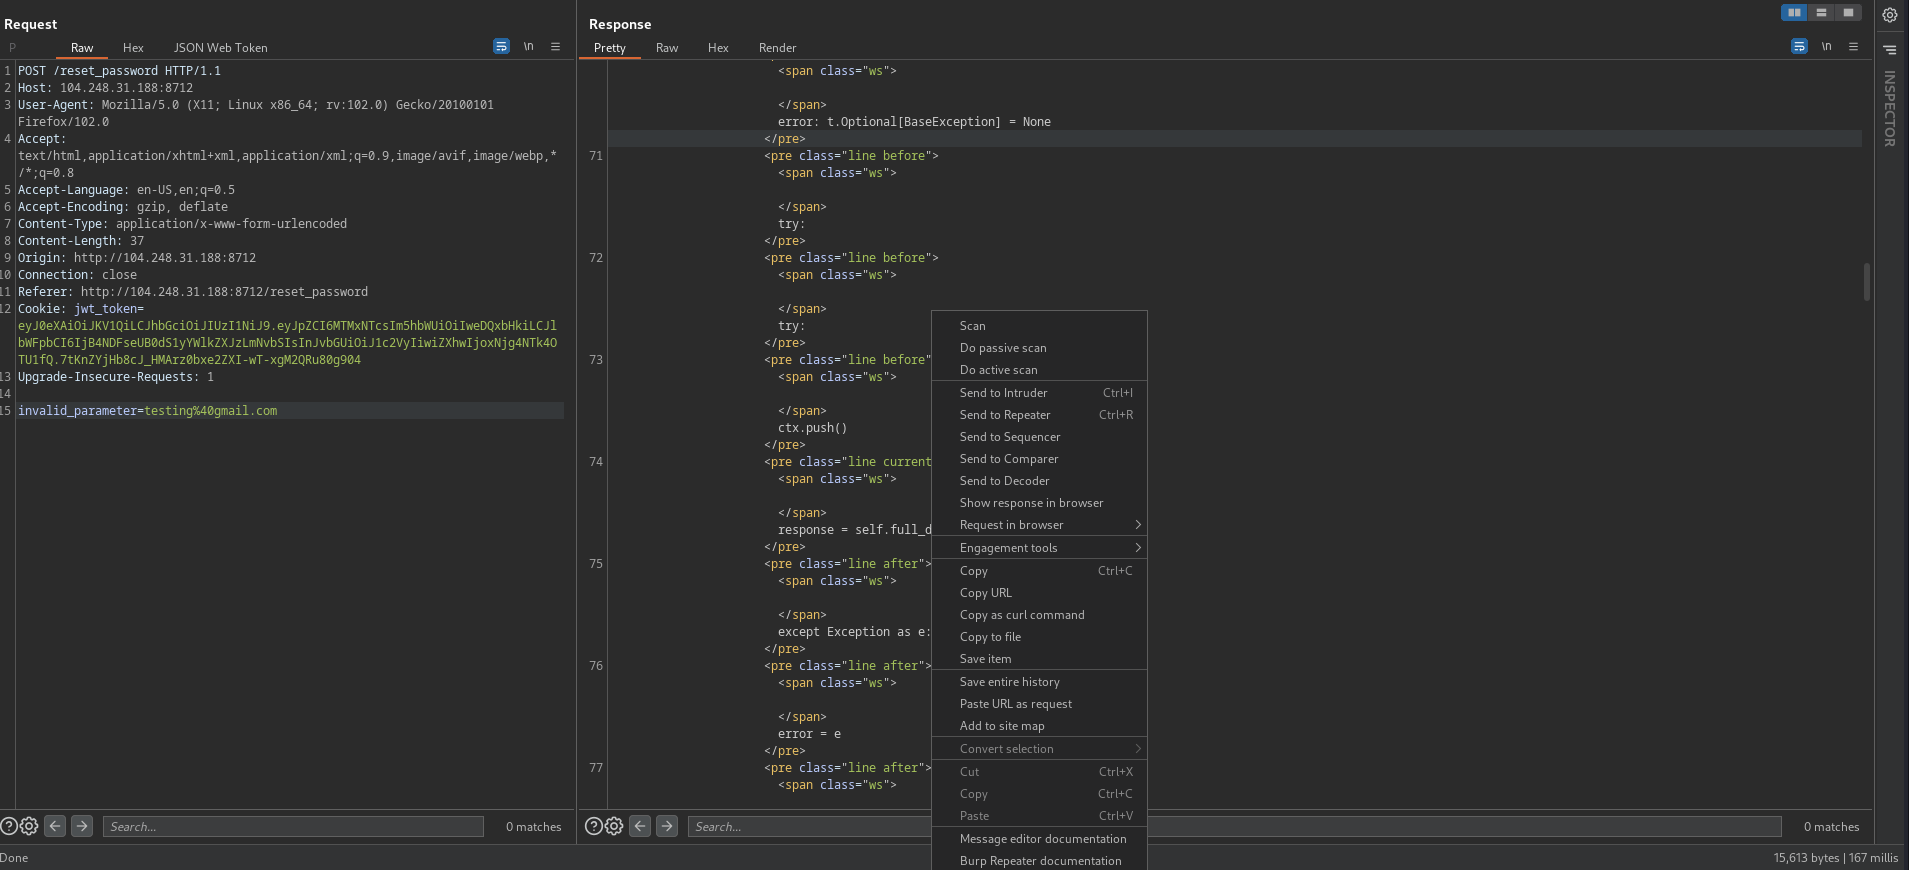 Request
P Raw Hex JSON Web Token \n
1 POST /reset_password HTTP/1.1
2 Host: 104.248.31.188:8712
3 User-Agent: Mozilla/5.0 (X11; Linux x86_64; rv:102.0) Gecko/20100101
Firefox/102.0
4 Accept:
text/html,application/xhtml+xml,application/xml;q=0.9,image/avif,image/webp,*
/*;q=0.8
5 Accept-Language: en-US,en;q=0.5
6 Accept-Encoding: gzip, deflate
7 Content-Type: application/x-www-form-urlencoded
8 Content-Length: 37
9 Origin: http://104.248.31.188:8712
10 Connection: close
11 Referer: http://104.248.31.188:8712/reset_password
12 Cookie: jwt_token=
eyJ0eXAiOiJKV1QiLCJhbGciOiJIUzI1NiJ9.eyJpZCI6MTMxNTcsIm5hbWUiOiIweDQxbHkiLCJl
bWFpbCI6IjB4NDFseUB0dS1yYWlkZXJzLmNvbSIsInJvbGUiOiJ1c2VyIiwiZXhwIjoxNjg4NTk4O
TU1fQ.7tKnZYjHb8cJ_HMArz0bxe2ZXI-wT-xgM2QRu80g904
13 Upgrade-Insecure-Requests: 1
14
15 invalid_parameter=testing%40gmail.com
Search...
0 matches
Done
Response
Pretty Raw Hex Render \n
<span class="ws">
</span>
error: t.Optional[BaseException] = None
</pre>
71 <pre class="line before">
<span class="ws">
</span>
try:
</pre>
72 <pre class="line before">
<span class="ws">
</span>
try:
</pre>
73 <pre class="line before"
<span class="ws">
</span>
ctx.push()
</pre>
74 <pre class="line current
<span class="ws">
</span>
response = self.full_d
</pre>
75 <pre class="line after">
<span class="ws">
</span>
except Exception as e:
</pre>
76 <pre class="line after">
<span class="ws">
</span>
error = e
</pre>
77 <pre class="line after">
<span class="ws">
Scan
Do passive scan
Do active scan
Send to Intruder Ctrl+I
Send to Repeater Ctrl+R
Send to Sequencer
Send to Comparer
Send to Decoder
Show response in browser
Request in browser
Engagement tools
Copy Ctrl+C
Copy URL
Copy as curl command
Copy to file
Save item
Save entire history
Paste URL as request
Add to site map
Convert selection
Cut Ctrl+X
Copy Ctrl+C
Paste Ctrl+V
Message editor documentation
Burp Repeater documentation
Search...
0 matches
15,613 bytes | 167 millis
INSPECTOR